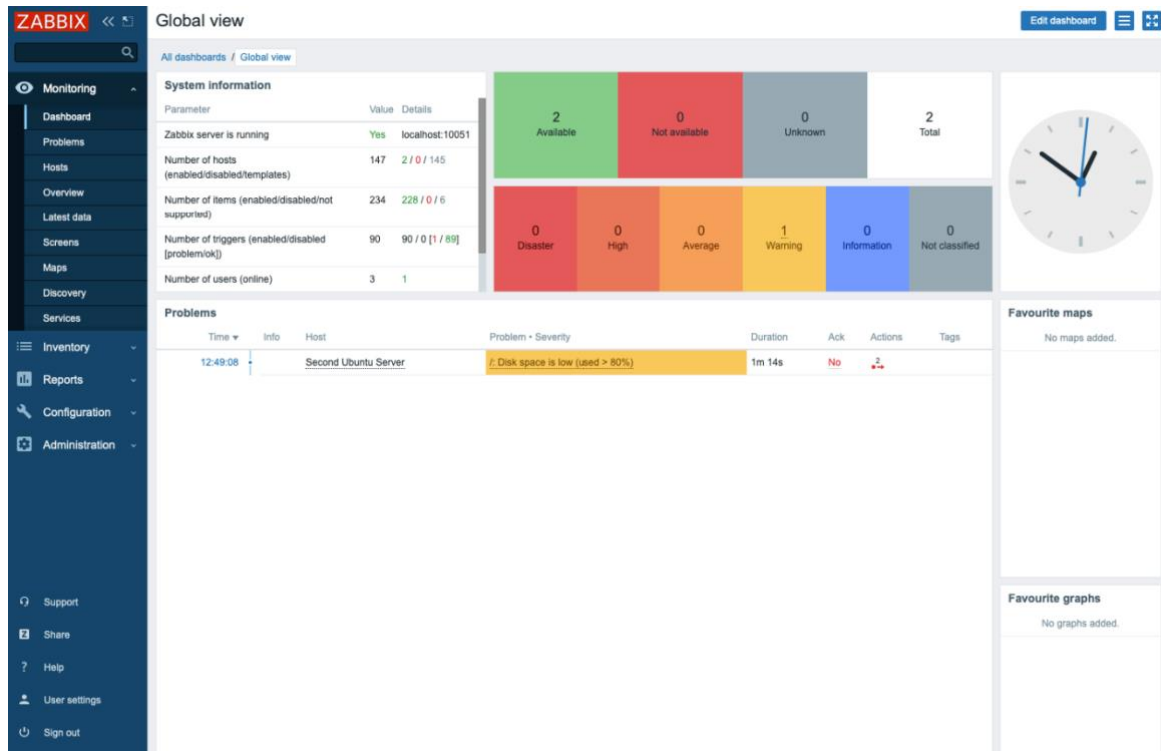 ZABBIX
Global view
Edit dashboard
All dashboards / Global view
Monitoring
Dashboard
Problems
Hosts
Overview
Latest data
Screens
Maps
Discovery
Services
Inventory
Reports
Configuration
Administration
Support
Share
Help
User settings
Sign out
System information
Parameter Value Details
Zabbix server is running Yes localhost:10051
Number of hosts (enabled/disabled/templates) 147 2 / 0 / 145
Number of items (enabled/disabled/not supported) 234 228 / 0 / 6
Number of triggers (enabled/disabled [problem/ok]) 90 90 / 0 [1 / 89]
Number of users (online) 3 1
2 Available
0 Not available
0 Unknown
2 Total
0 Disaster
0 High
0 Average
1 Warning
0 Information
0 Not classified
Problems
Time Info Host Problem • Severity Duration Ack Actions Tags
12:49:08 Second Ubuntu Server /: Disk space is low (used > 80%) 1m 14s No 2
Favourite maps
No maps added.
Favourite graphs
No graphs added.